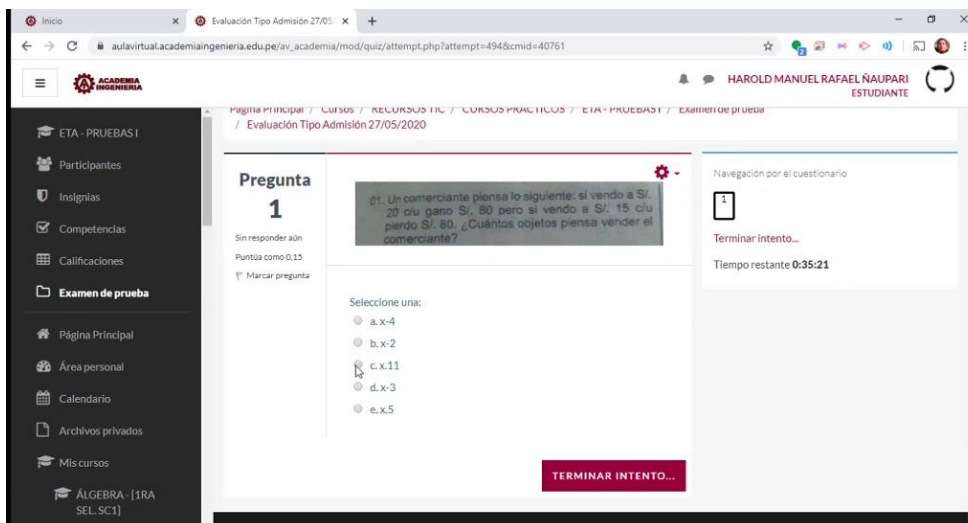 Inicio
Evaluación Tipo Admisión 27/05/
aulavirtual.academiaingenieria.edu.pe/av_academia/mod/quiz/attempt.php?attempt=494&cmid=40761
ACADEMIA
INGENIERIA
HAROLD MANUEL RAFAEL ÑAUPARI
ESTUDIANTE
ETA - PRUEBAS I
Participantes
Insignias
Competencias
Calificaciones
Examen de prueba
Página Principal
Área personal
Calendario
Archivos privados
Mis cursos
ÁLGEBRA - [1RA
SEL. SC1]
Página Principal / Cursos / RECURSOS TIC / CURSOS PRÁCTICOS / ETA - PRUEBAS I / Examen de prueba
/ Evaluación Tipo Admisión 27/05/2020
Pregunta
1
Sin responder aún
Puntúa como 0,15
Marcar pregunta
01. Un comerciante piensa lo siguiente: si vendo a S/.
20 c/u gano S/. 80 pero si vendo a S/. 15 c/u
pierdo S/. 80. ¿Cuántos objetos piensa vender el
comerciante?
Seleccione una:
a. x-4
b. x-2
c. x.11
d. x-3
e. x.5
TERMINAR INTENTO...
Navegación por el cuestionario
1
Terminar intento...
Tiempo restante 0:35:21